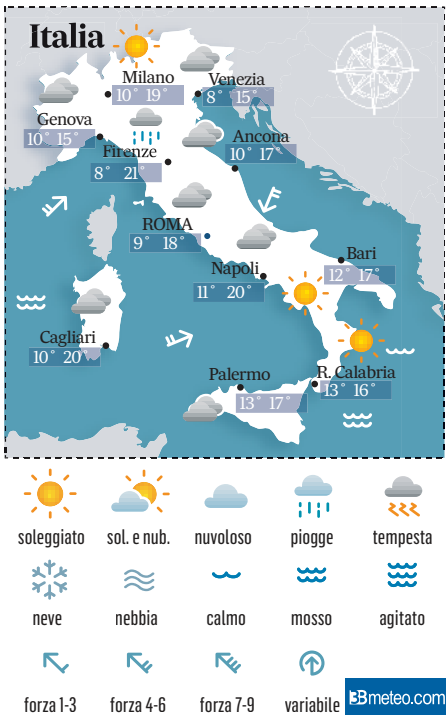 Italia
Milano
10° 19°
Venezia
8° 15°
Genova
10° 15°
Firenze
8° 21°
Ancona
10° 17°
ROMA
9° 18°
Napoli
11° 20°
Bari
12° 17°
Cagliari
10° 20°
Palermo
13° 17°
R. Calabria
13° 16°
soleggiato sol. e nub. nuvoloso piogge tempesta
neve nebbia calmo mosso agitato
forza 1-3 forza 4-6 forza 7-9 variabile
3Bmeteo.com